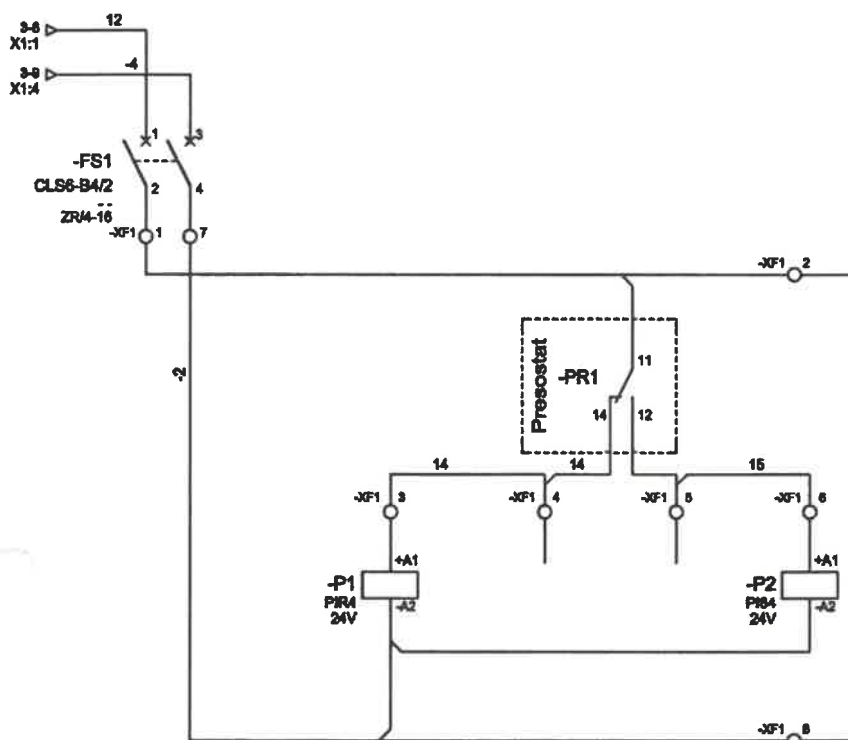 12
3-8
X1:1
-4
3-9
X1:4
1
3
-FS1
CLS6-B4/2
2
4
ZR/4-16
-XF1
1
7
-XF1
2
-2
Presostat
-PR1
11
14
12
14
14
15
-XF1
3
-XF1
4
-XF1
5
-XF1
6
+A1
-P1
PIR4
24V
-A2
+A1
-P2
24V
-A2
-XF1
8